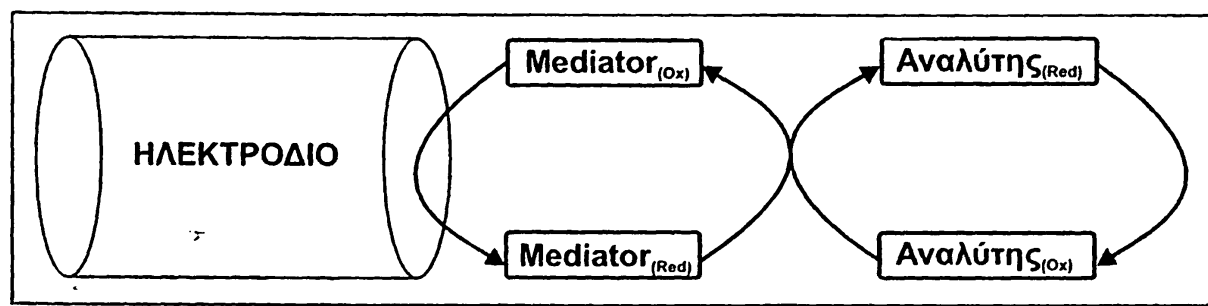 ΗΛΕΚΤΡΟΔΙΟ
Mediator(Ox)
Mediator(Red)
Αναλύτης(Red)
Αναλύτης(Ox)